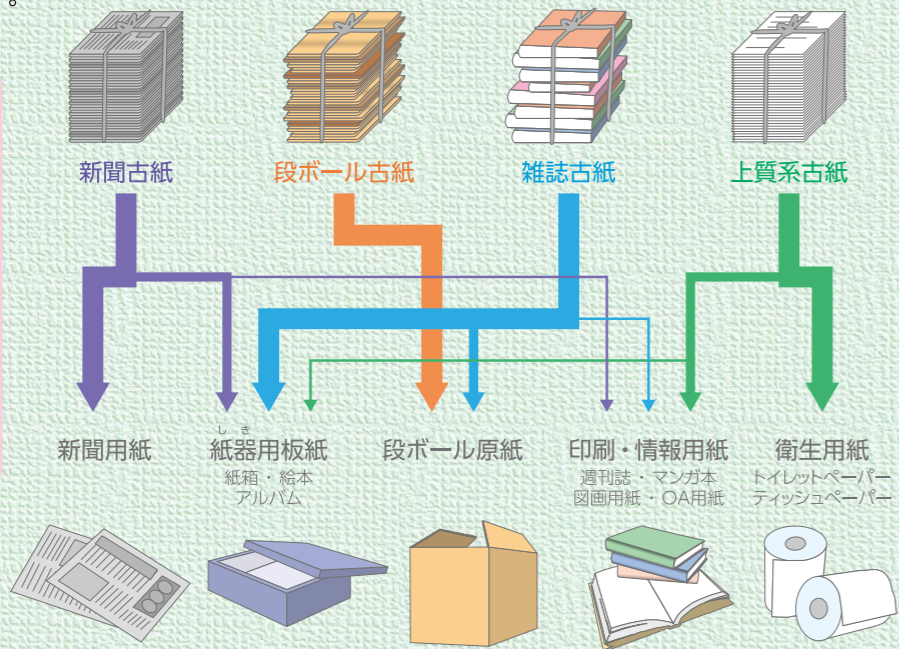 。
新聞古紙
段ボール古紙
雑誌古紙
上質系古紙
新聞用紙
しき
紙器用板紙
紙箱・絵本
アルバム
段ボール原紙
印刷・情報用紙
週刊誌・マンガ本
図画用紙・OA用紙
衛生用紙
トイレットペーパー
ティッシュペーパー